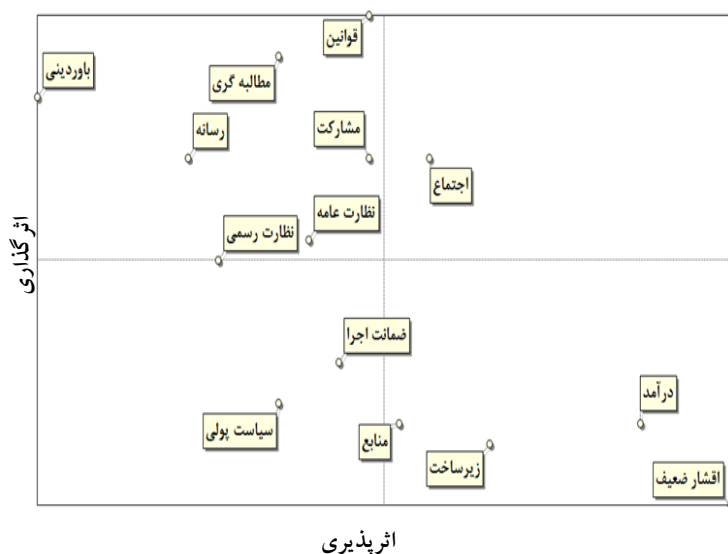 قوانین
باوردینی
مطالبه گری
رسانه
مشارکت
اجتماع
نظارت عامه
نظارت رسمی
اثرگذاری
ضمانت اجرا
درآمد
سیاست پولی
منابع
زیرساخت
اقشار ضعیف
اثرپذیری